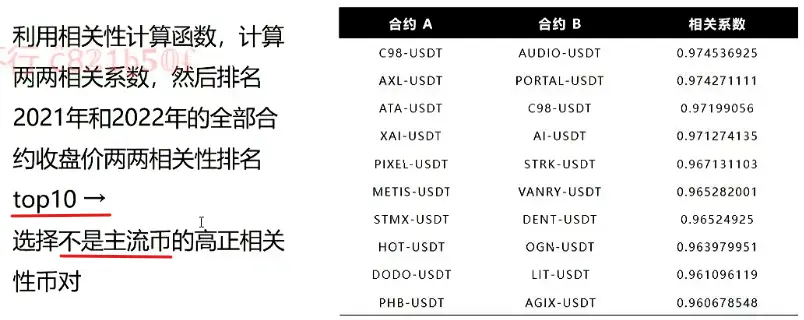 利用相关性计算函数，计算
两两相关系数，然后排名
2021年和2022年的全部合
约收盘价两两相关性排名
top10 →
选择不是主流币的高正相关
性币对
合约 A 合约 B 相关系数
C98-USDT AUDIO-USDT 0.974536925
AXL-USDT PORTAL-USDT 0.974271111
ATA-USDT C98-USDT 0.97199056
XAI-USDT AI-USDT 0.971274135
PIXEL-USDT STRK-USDT 0.967131103
METIS-USDT VANRY-USDT 0.965282001
STMX-USDT DENT-USDT 0.96524925
HOT-USDT OGN-USDT 0.963979951
DODO-USDT LIT-USDT 0.961096119
PHB-USDT AGIX-USDT 0.960678548